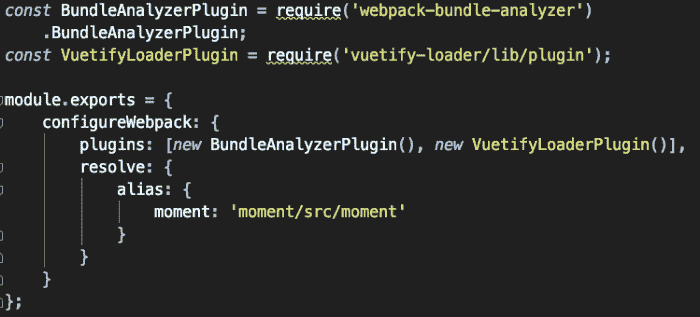 const BundleAnalyzerPlugin = require('webpack-bundle-analyzer')
    .BundleAnalyzerPlugin;
const VuetifyLoaderPlugin = require('vuetify-loader/lib/plugin');

module.exports = {
    configureWebpack: {
        plugins: [new BundleAnalyzerPlugin(), new VuetifyLoaderPlugin()],
        resolve: {
            alias: {
                moment: 'moment/src/moment'
            }
        }
    }
};